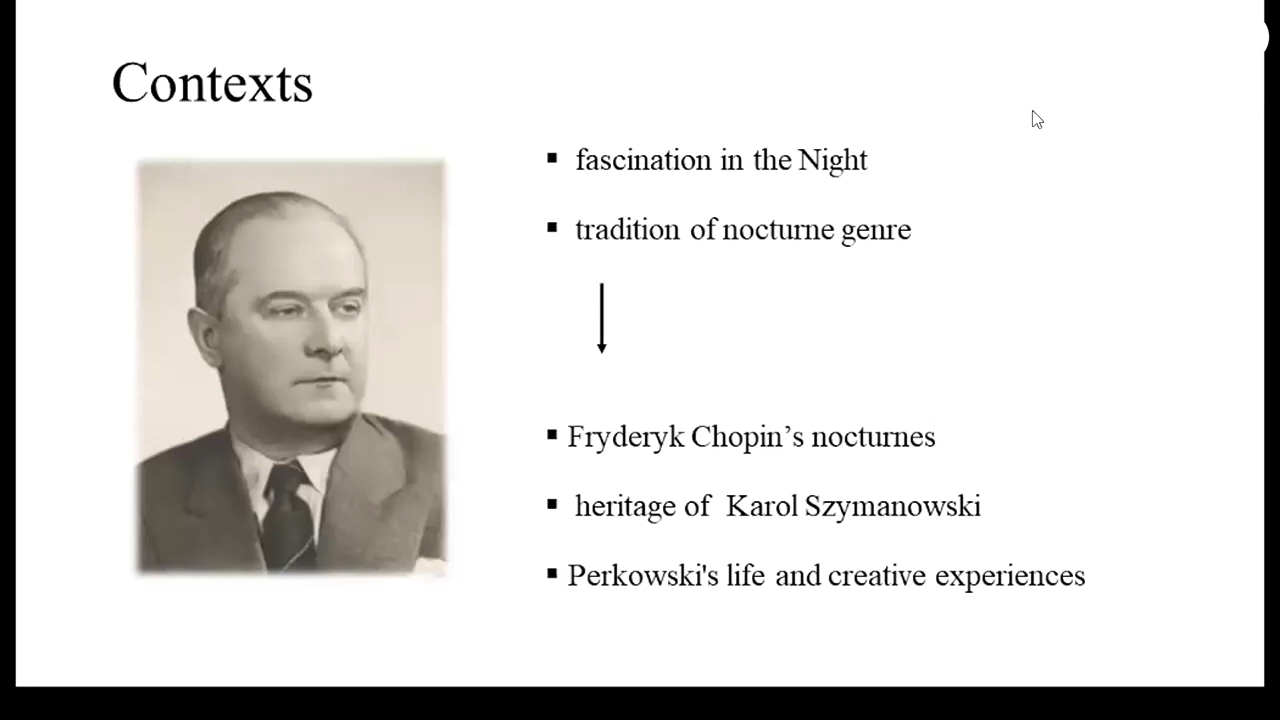 Contexts
fascination in the Night
tradition of nocturne genre
Fryderyk Chopin’s nocturnes
heritage of  Karol Szymanowski
Perkowski's life and creative experiences